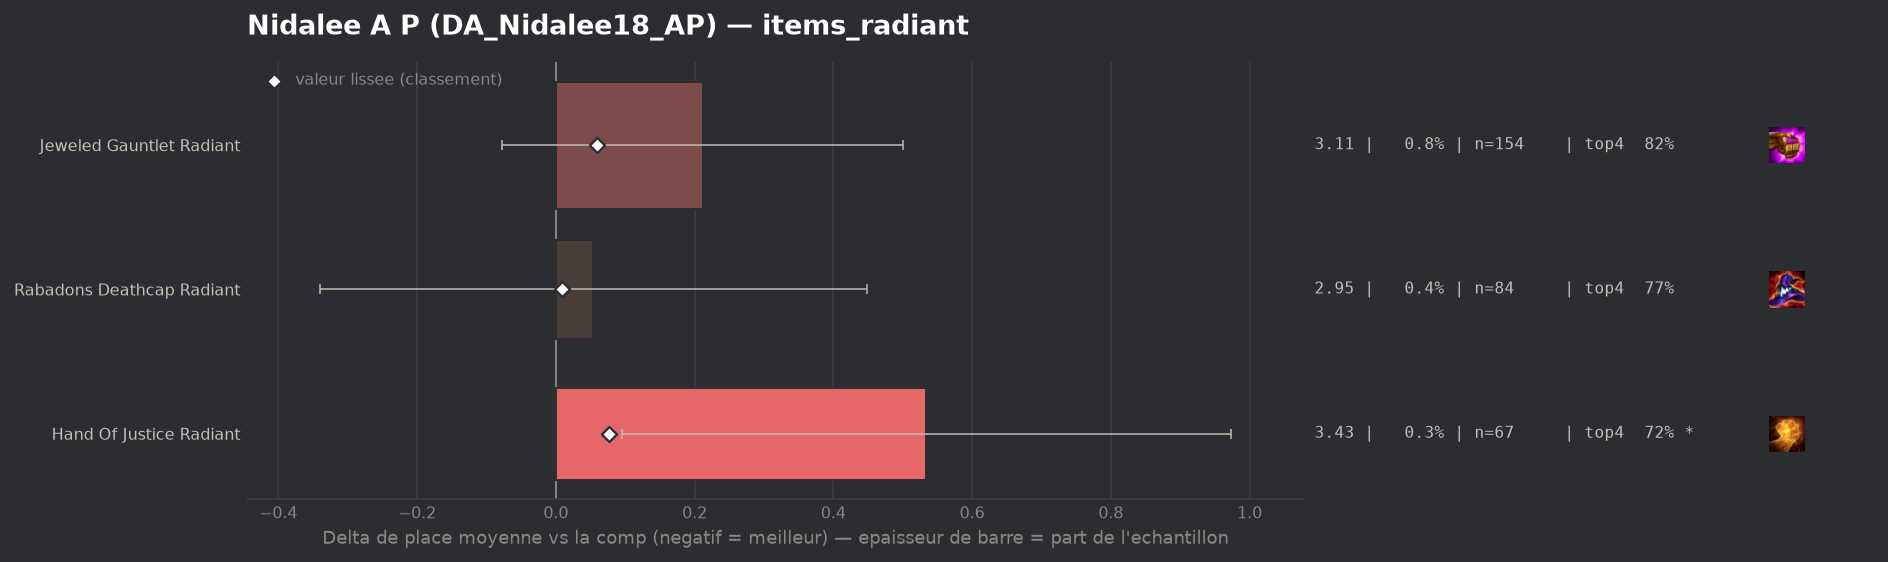 Nidalee A P (DA_Nidalee18_AP) — items_radiant
valeur lissee (classement)
Jeweled Gauntlet Radiant 3.11 | 0.8% | n=154 | top4 82%
Rabadons Deathcap Radiant 2.95 | 0.4% | n=84 | top4 77%
Hand Of Justice Radiant 3.43 | 0.3% | n=67 | top4 72% *
−0.4 −0.2 0.0 0.2 0.4 0.6 0.8 1.0
Delta de place moyenne vs la comp (negatif = meilleur) — epaisseur de barre = part de l'echantillon